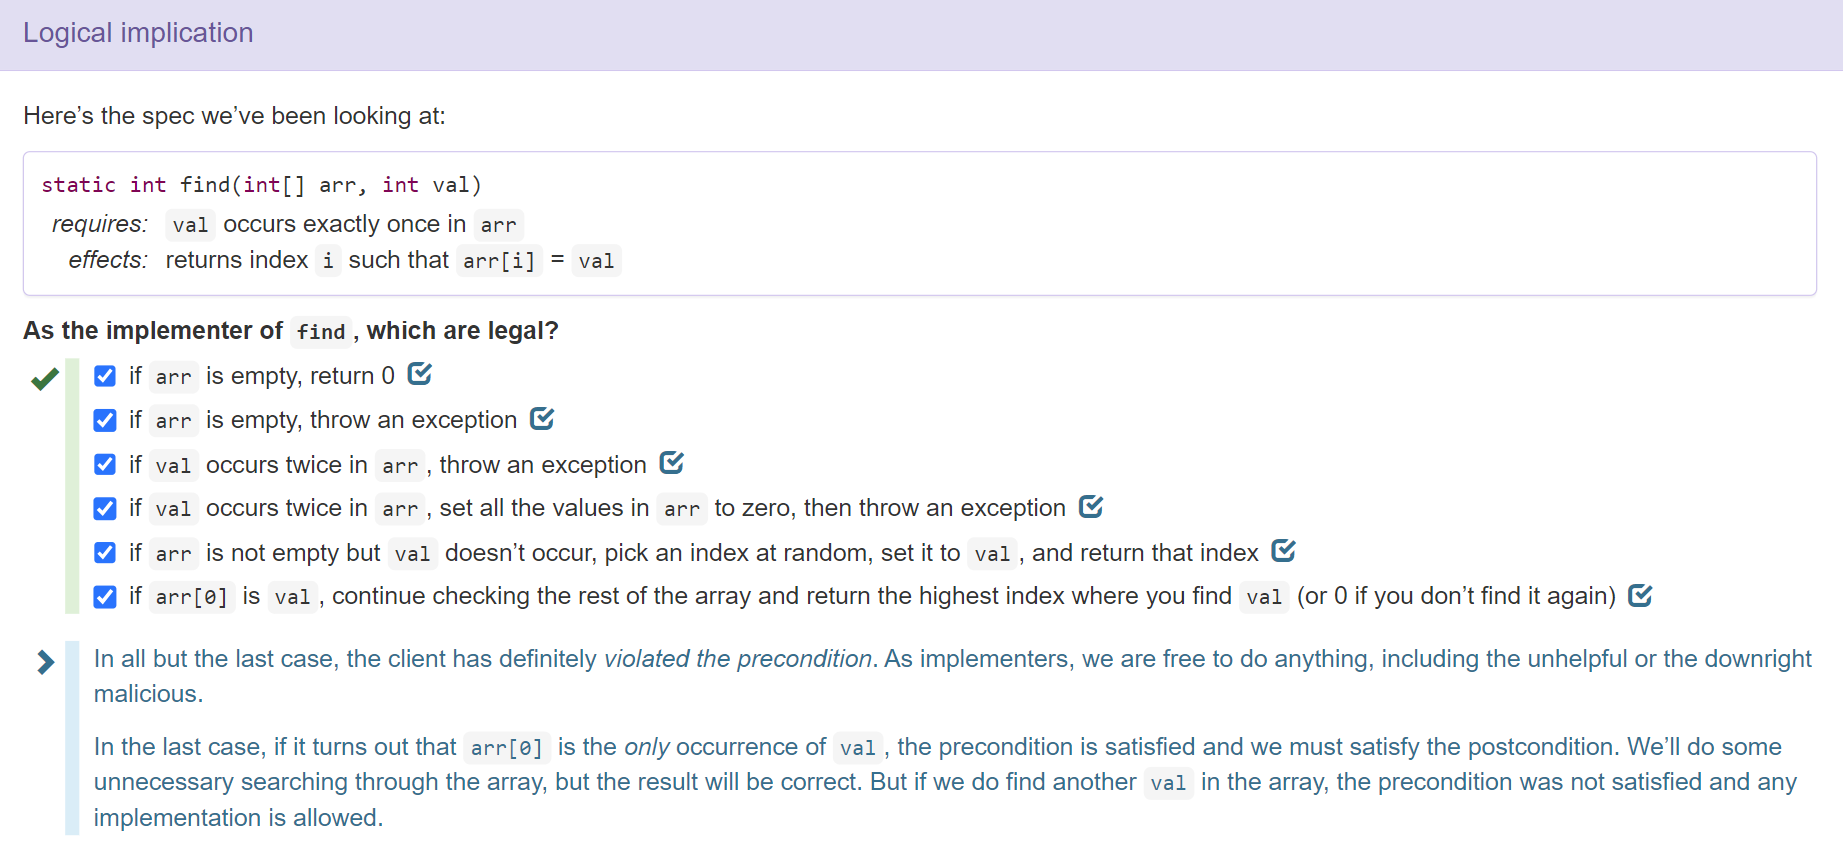 Logical implication
Here’s the spec we’ve been looking at:
static int find(int[] arr, int val)
requires: val occurs exactly once in arr
effects: returns index i such that arr[i] = val
As the implementer of find, which are legal?
if arr is empty, return 0
if arr is empty, throw an exception
if val occurs twice in arr, throw an exception
if val occurs twice in arr, set all the values in arr to zero, then throw an exception
if arr is not empty but val doesn’t occur, pick an index at random, set it to val, and return that index
if arr[0] is val, continue checking the rest of the array and return the highest index where you find val (or 0 if you don’t find it again)
In all but the last case, the client has definitely violated the precondition. As implementers, we are free to do anything, including the unhelpful or the downright
malicious.
In the last case, if it turns out that arr[0] is the only occurrence of val, the precondition is satisfied and we must satisfy the postcondition. We’ll do some
unnecessary searching through the array, but the result will be correct. But if we do find another val in the array, the precondition was not satisfied and any
implementation is allowed.